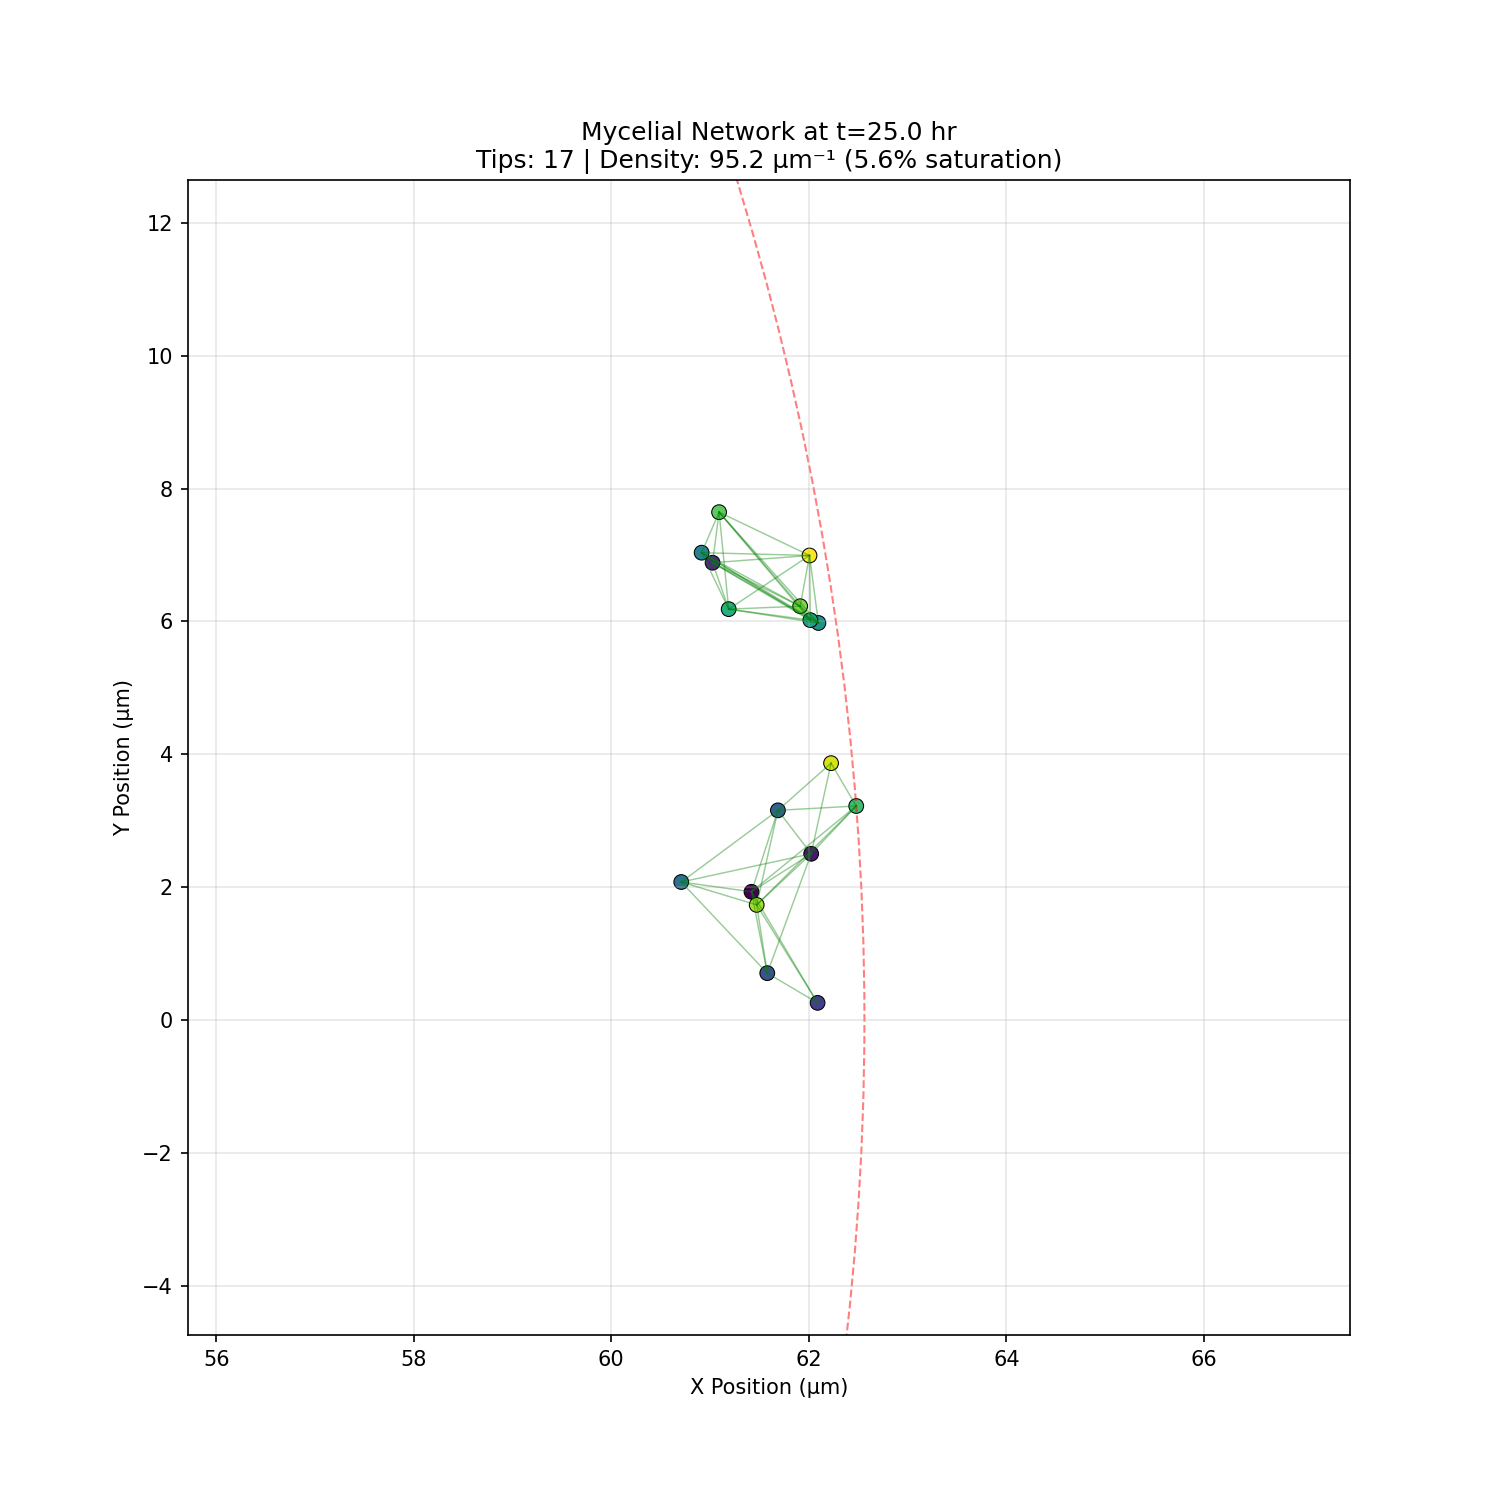 Mycelial Network at t=25.0 hr
Tips: 17 | Density: 95.2 μm⁻¹ (5.6% saturation)
12
10
8
6
4
2
0
−2
−4
Y Position (μm)
56 58 60 62 64 66
X Position (μm)